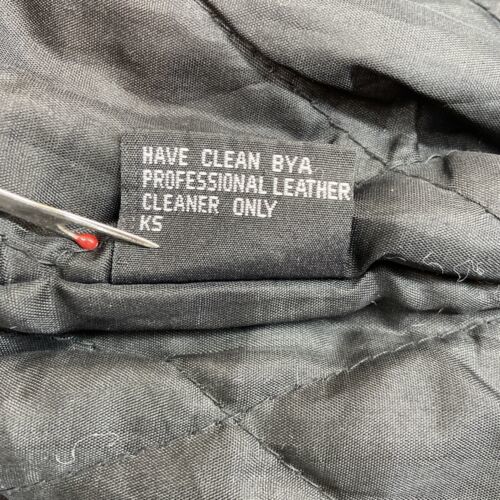 HAVE CLEAN BYA
PROFESSIONAL LEATHER
CLEANER ONLY
KS